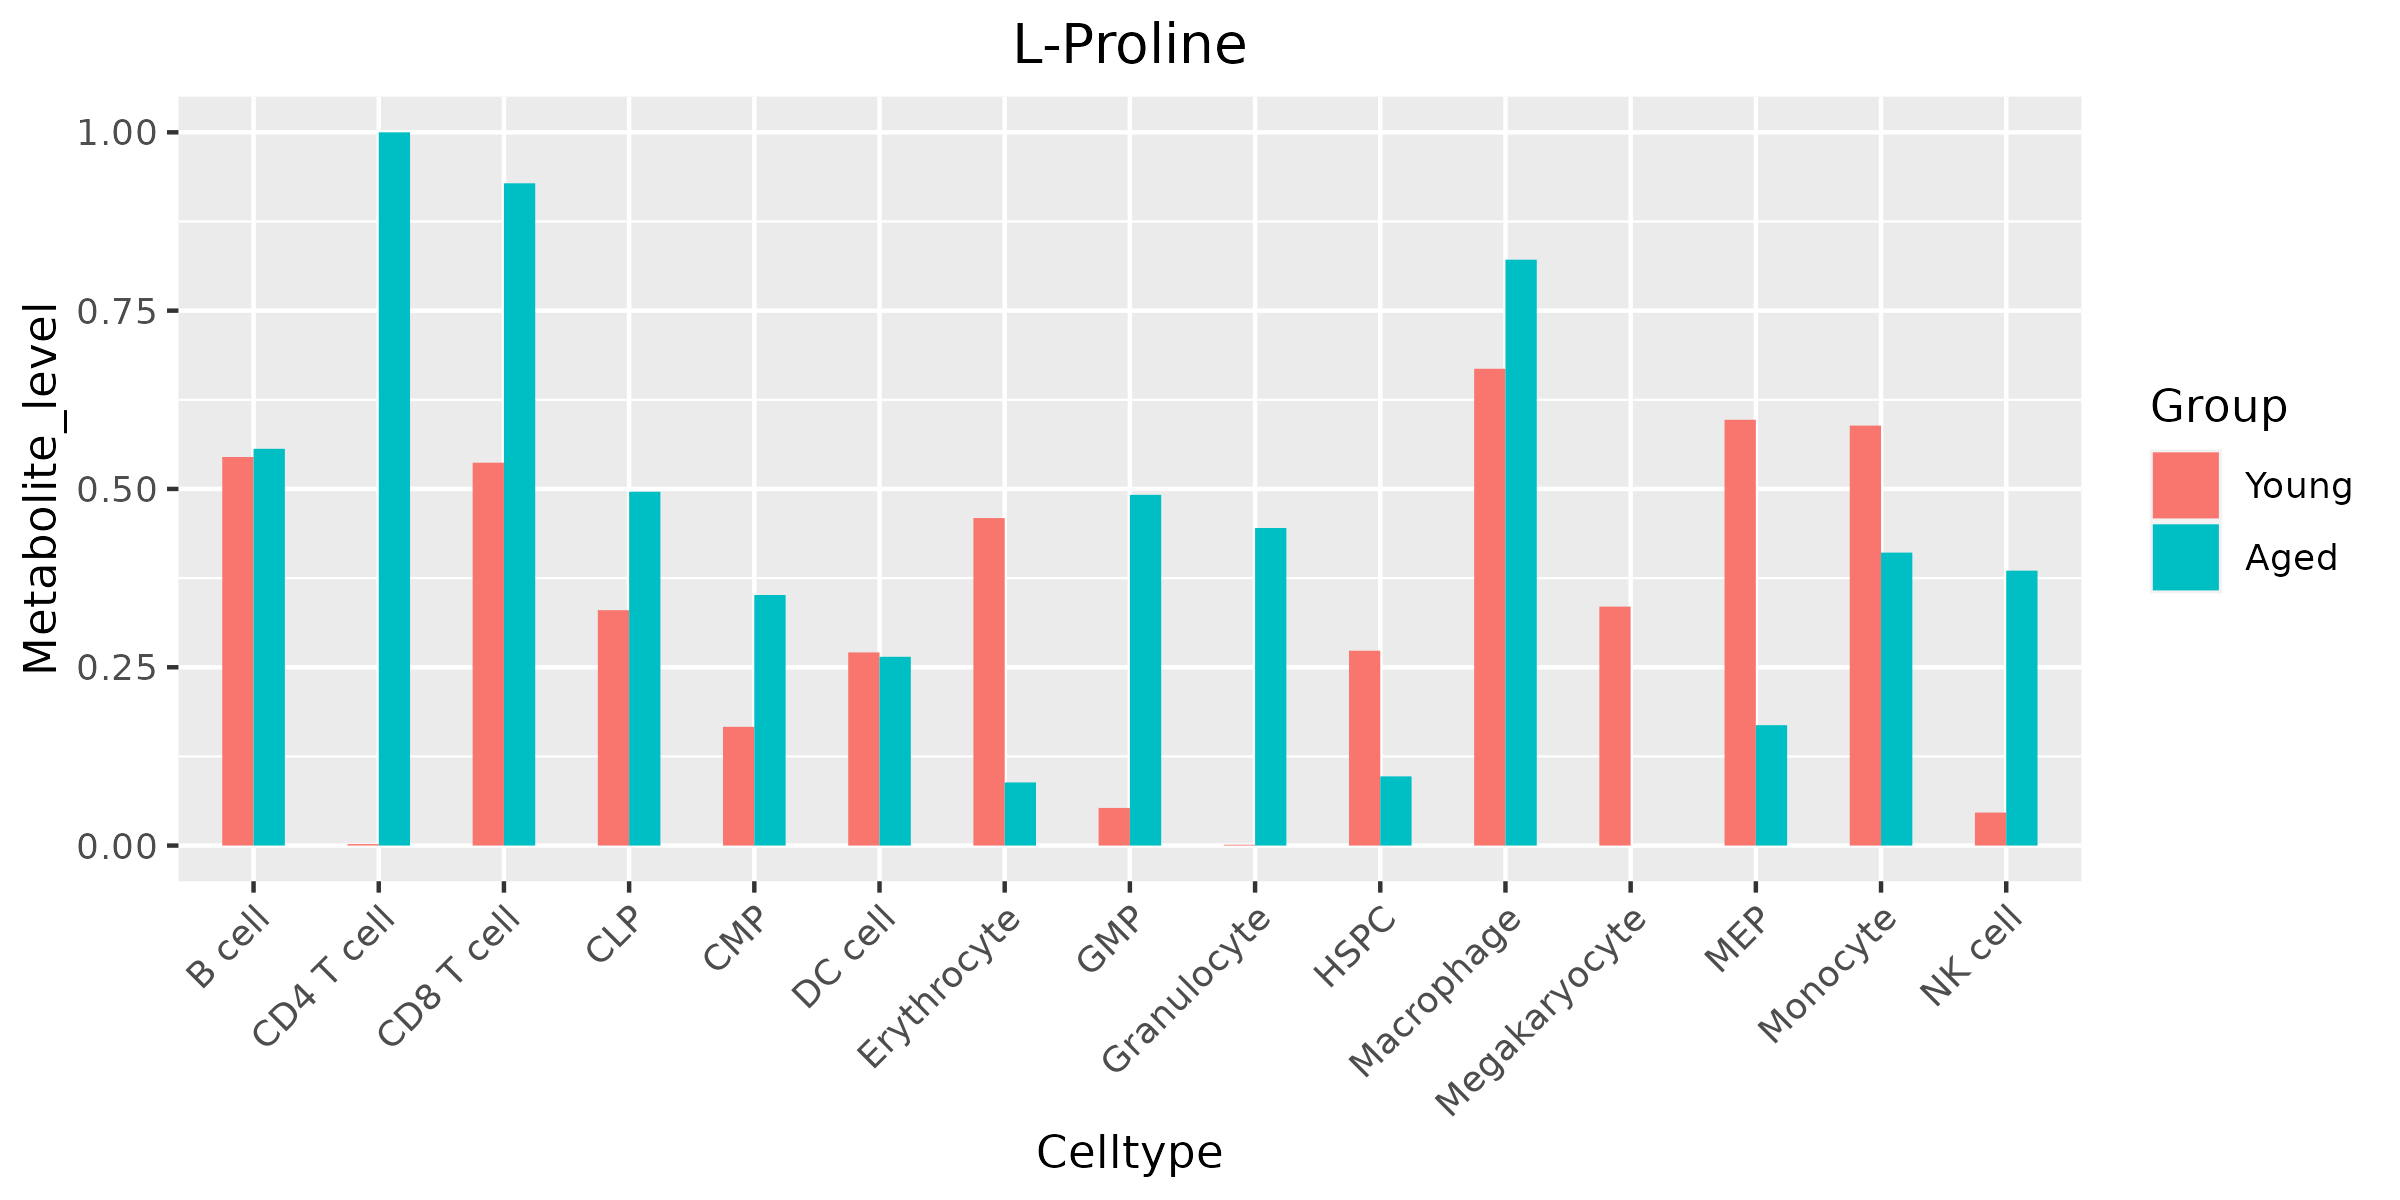 L-Proline
Metabolite_level
1.00
0.75
0.50
0.25
0.00
B cell
CD4 T cell
CD8 T cell
CLP
CMP
DC cell
Erythrocyte
GMP
Granulocyte
HSPC
Macrophage
Megakaryocyte
MEP
Monocyte
NK cell
Celltype
Group
Young
Aged